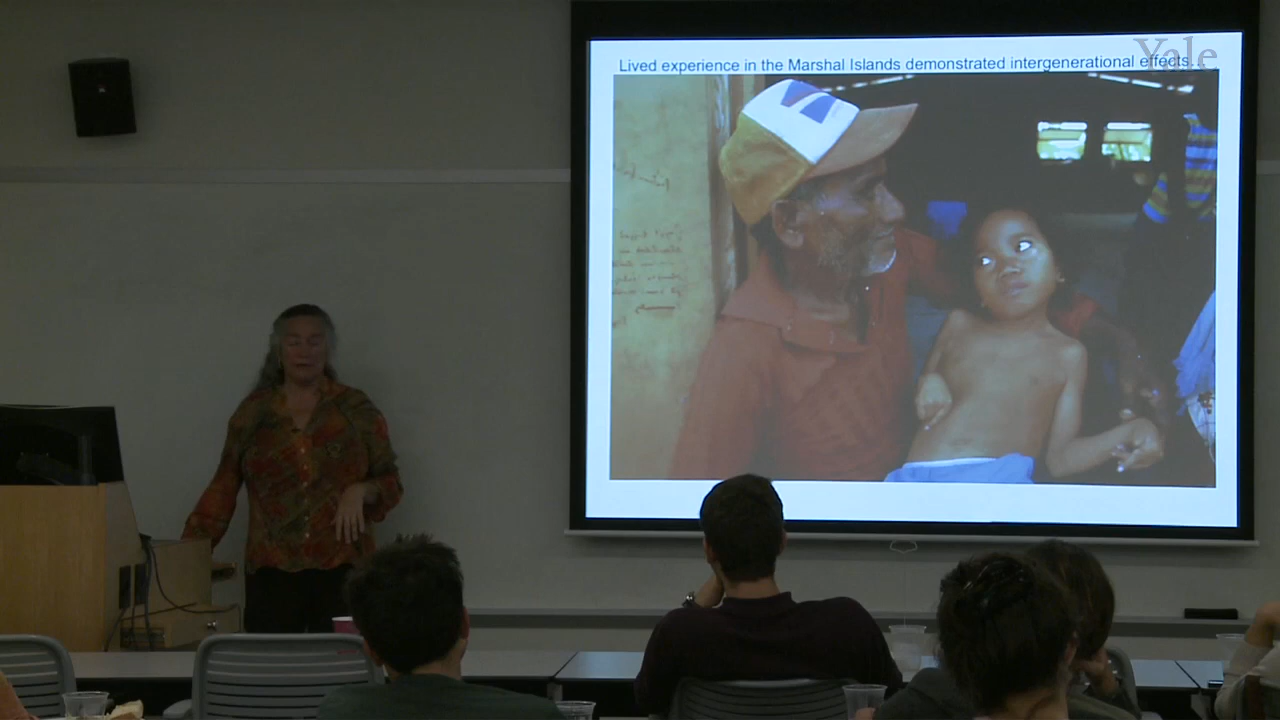 Lived experience in the Marshal Islands demonstrated intergenerational effects.
Yale